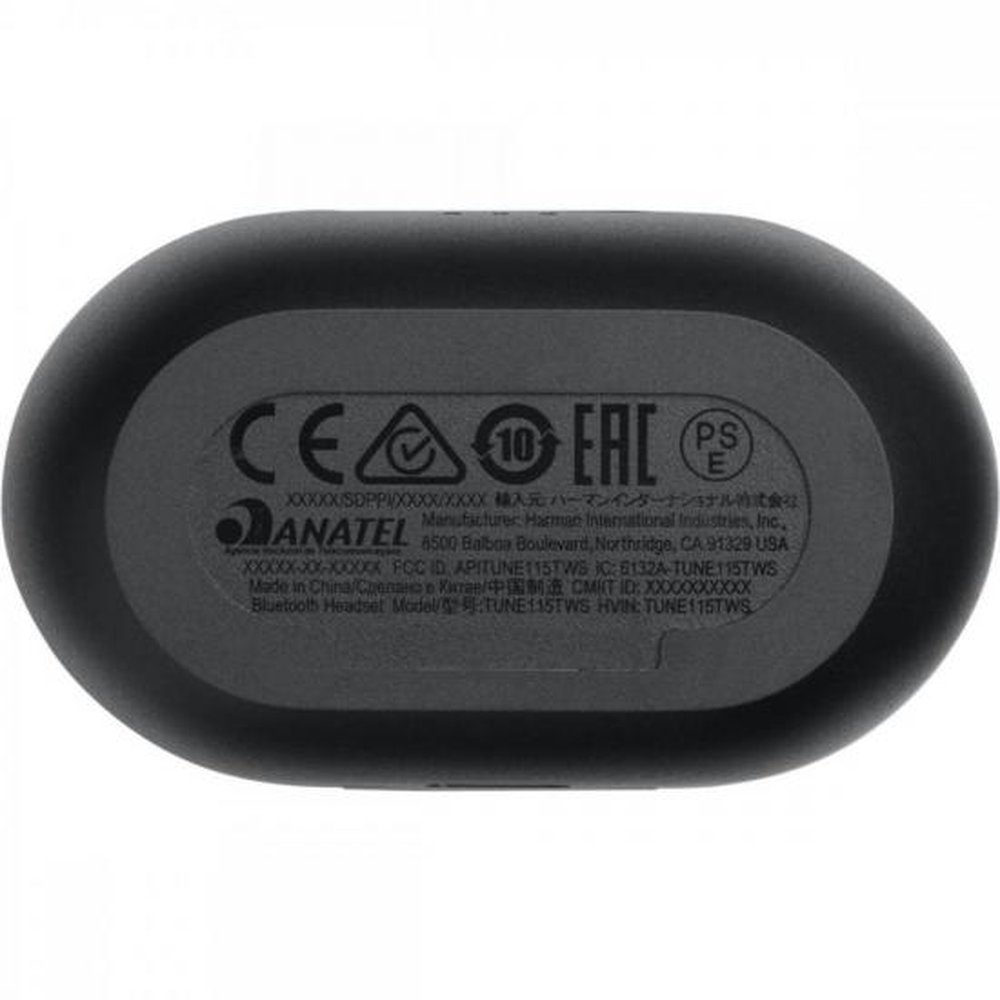 CE 10 EAC PSE
XXXXX/SDPPI/XXXX/XXXX 輸入元: ハーマンインターナショナル株式会社
ANATEL
Agência Nacional de Telecomunicações
Manufacturer: Harman International Industries, Inc.,
8500 Balboa Boulevard, Northridge, CA 91329 USA
XXXXX-XX-XXXXX FCC ID: APITUNE115TWS IC: 6132A-TUNE115TWS
Made in China/Сделано в Китае/中国制造 CMIIT ID: XXXXXXXXXX
Bluetooth Headset Model/型号:TUNE115TWS HVIN: TUNE115TWS